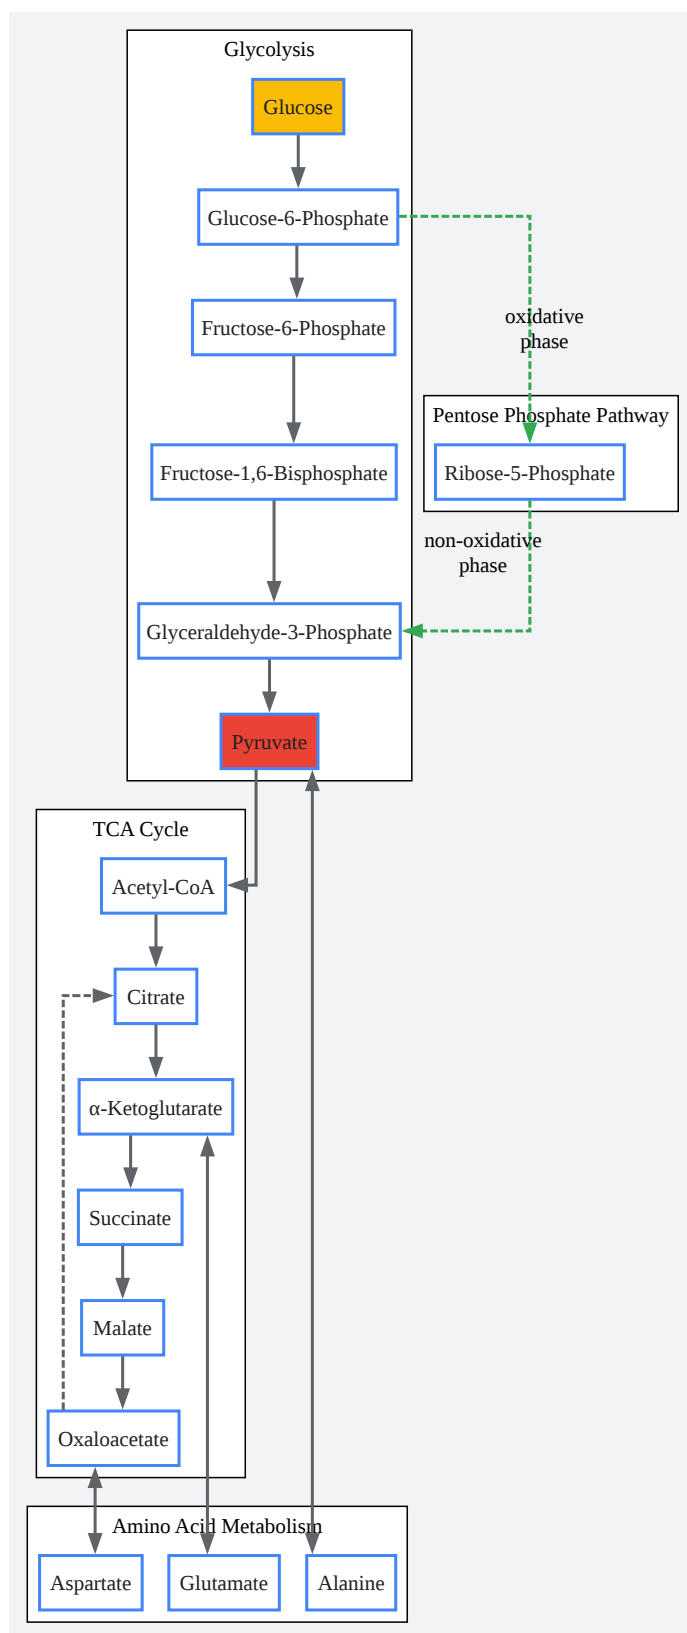 Glycolysis
Glucose
Glucose-6-Phosphate
Fructose-6-Phosphate
oxidative
phase
Pentose Phosphate Pathway
Fructose-1,6-Bisphosphate
Ribose-5-Phosphate
non-oxidative
phase
Glyceraldehyde-3-Phosphate
Pyruvate
TCA Cycle
Acetyl-CoA
Citrate
α-Ketoglutarate
Succinate
Malate
Oxaloacetate
Amino Acid Metabolism
Aspartate
Glutamate
Alanine